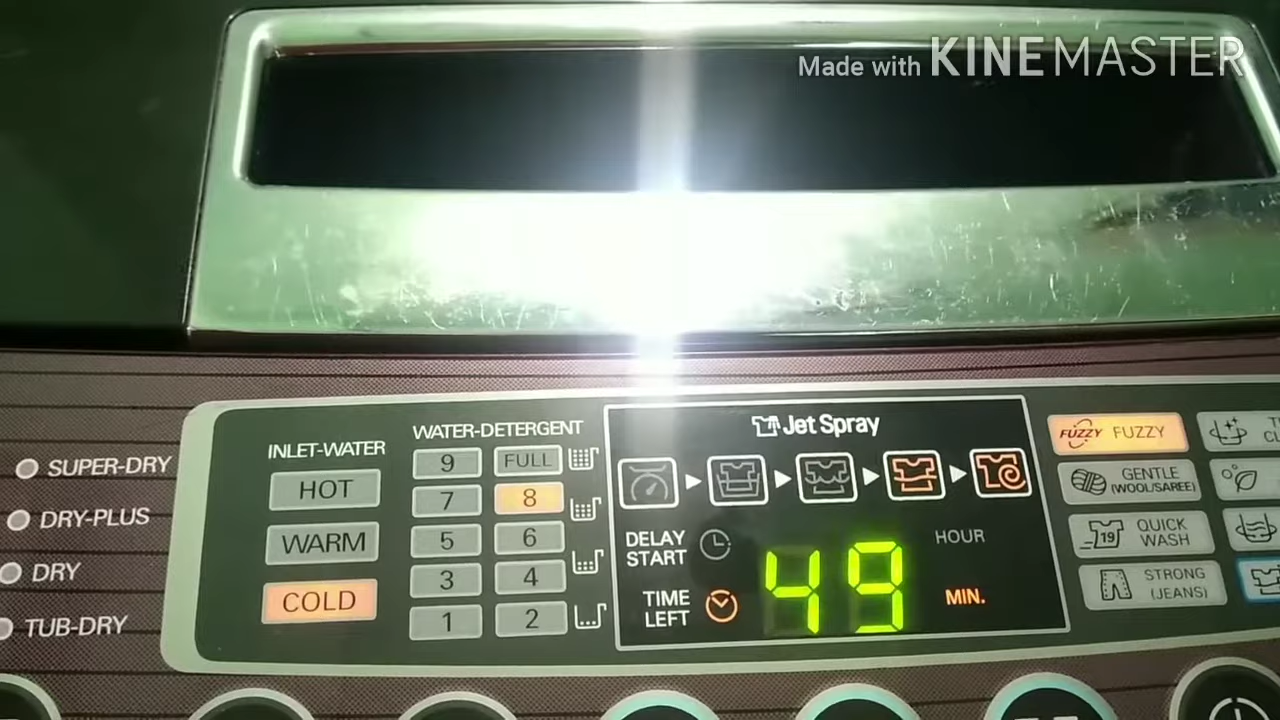 Made with KINEMASTER
SUPER-DRY
DRY-PLUS
DRY
TUB-DRY
INLET-WATER
HOT
WARM
COLD
WATER-DETERGENT
9 FULL
7 8
5 6
3 4
1 2
Jet Spray
DELAY
START
HOUR
TIME
LEFT
49
MIN.
FUZZY FUZZY
GENTLE
(WOOL/SAREE)
19 QUICK
WASH
STRONG
(JEANS)